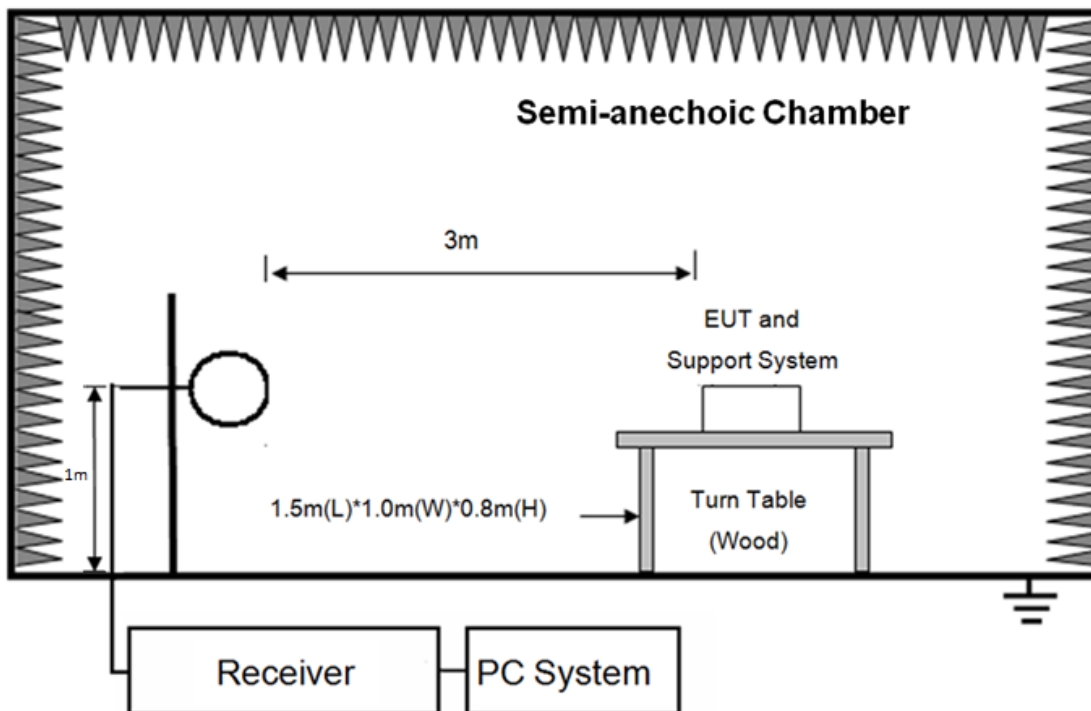 Semi-anechoic Chamber
3m
EUT and
Support System
1m
1.5m(L)*1.0m(W)*0.8m(H)
Turn Table
(Wood)
Receiver
PC System